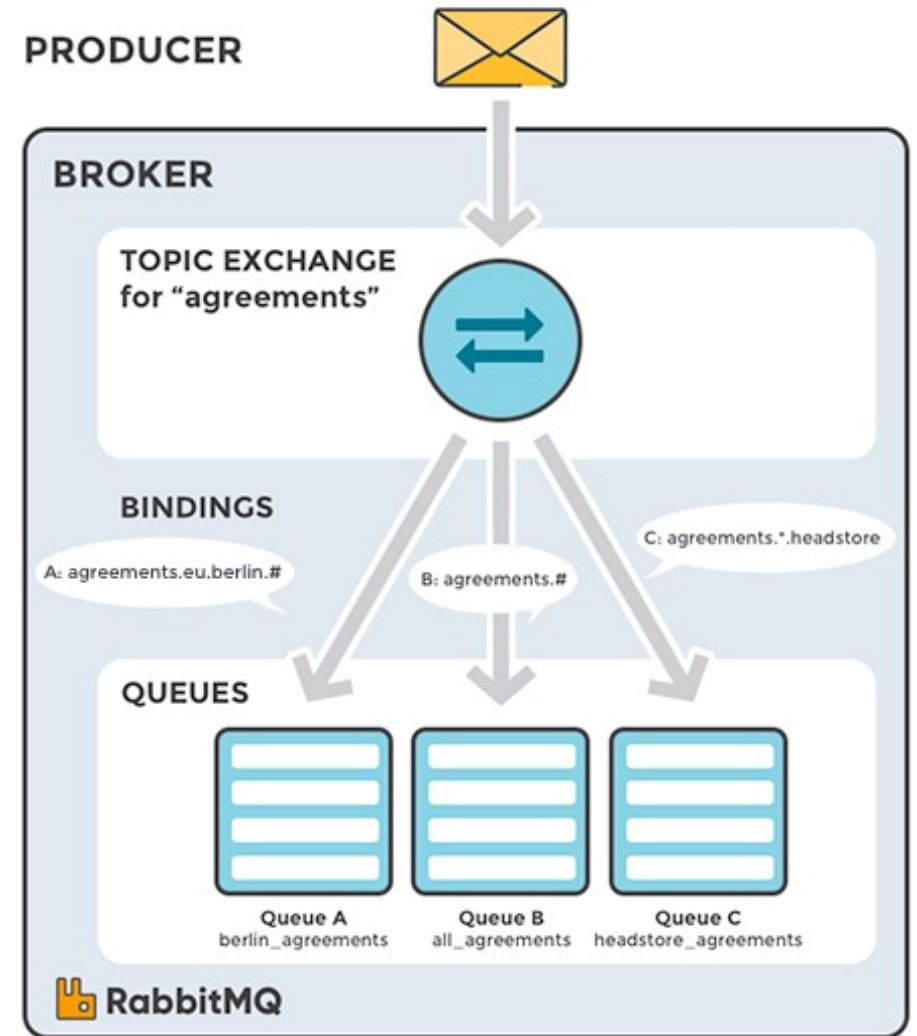 PRODUCER
BROKER
TOPIC EXCHANGE
for “agreements”
BINDINGS
C: agreements.*.headstore
A: agreements.eu.berlin.#
B: agreements.#
QUEUES
Queue A
berlin_agreements
Queue B
all_agreements
Queue C
headstore_agreements
RabbitMQ